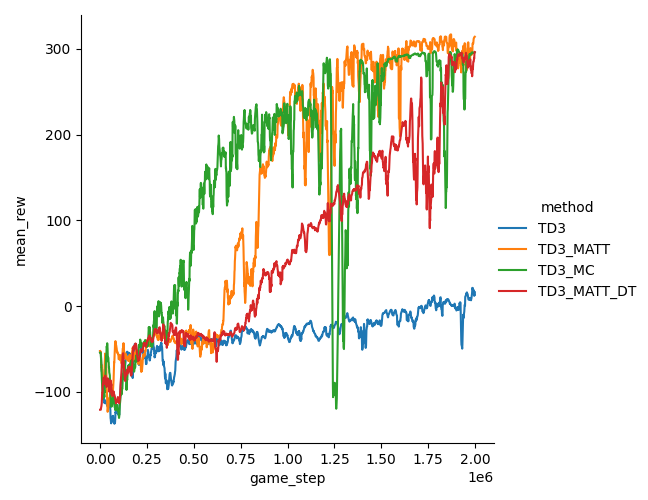 300
200
100
0
−100
mean_rew
0.00 0.25 0.50 0.75 1.00 1.25 1.50 1.75 2.00
1e6
game_step
method
TD3
TD3_MATT
TD3_MC
TD3_MATT_DT